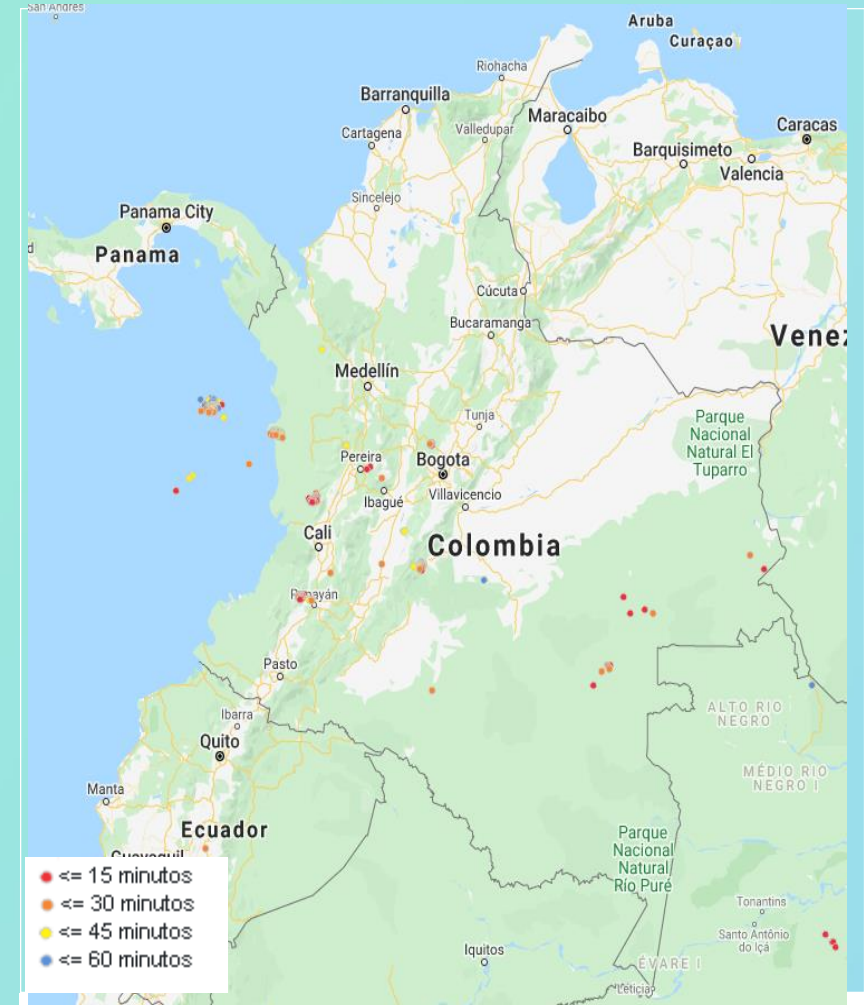 San Andres
Aruba
Curaçao
Riohacha
Barranquilla
Maracaibo
Cartagena
Valledupar
Caracas
Barquisimeto
Valencia
Sincelejo
Panama City
Panama
Cúcuta
Bucaramanga
Medellín
Tunja
Parque
Nacional
Natural El
Tuparro
Pereira
Bogota
Ibagué
Villavicencio
Cali
Colombia
Pasto
Ibarra
Quito
ALTO RIO
NEGRO
MÉDIO RIO
NEGRO I
Manta
Ecuador
Parque
Nacional
Natural
Río Puré
<= 15 minutos
<= 30 minutos
<= 45 minutos
<= 60 minutos
Tonantins
Santo Antônio
do Içá
Iquitos
ÉVARE I
Leticia